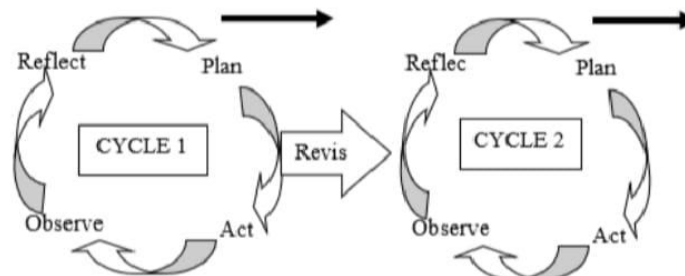 Reflect
Plan
CYCLE 1
Observe
Act
Revis
Reflec
Plan
CYCLE 2
Observe
Act